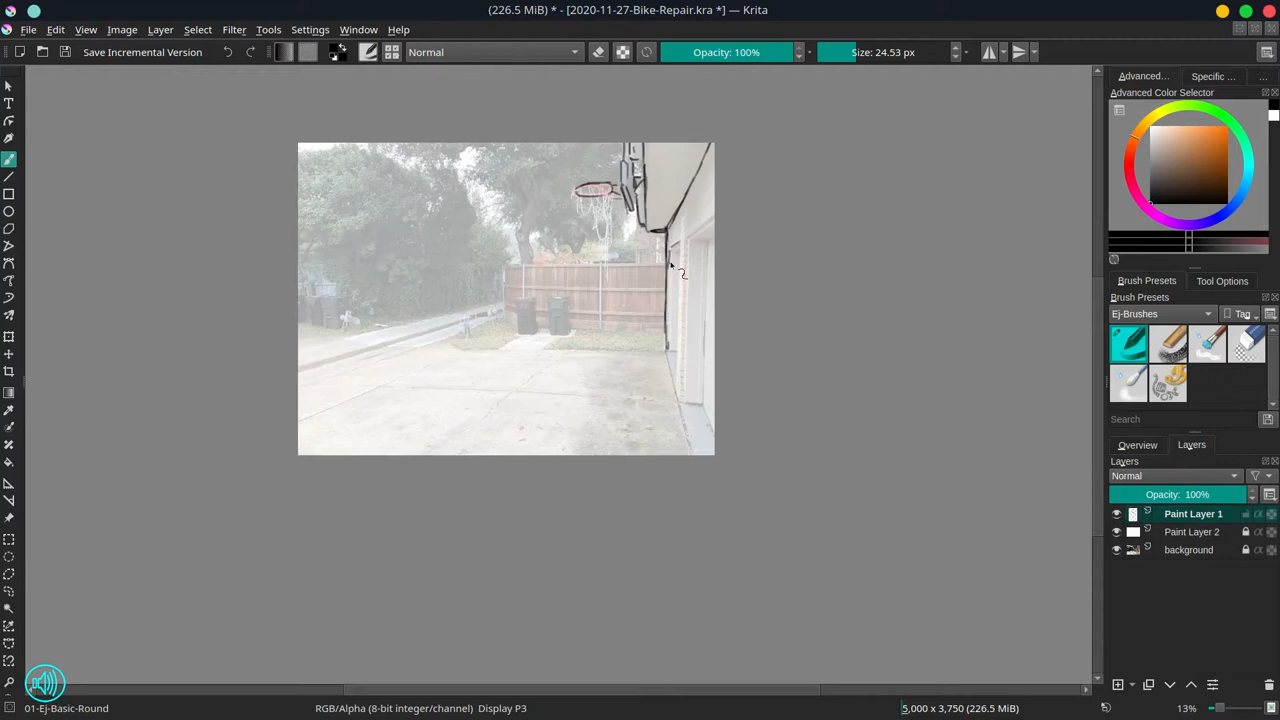 (226.5 MiB) * - [2020-11-27-Bike-Repair.kra *] — Krita
File Edit View Image Layer Select Filter Tools Settings Window Help
Save Incremental Version Normal Opacity: 100% Size: 24.53 px
Advanced... Specific ... ...
Advanced Color Selector
Brush Presets Tool Options
Brush Presets
Ej-Brushes Tag
Search
Overview Layers
Layers
Normal
Opacity: 100%
Paint Layer 1
Paint Layer 2
background
01-Ej-Basic-Round RGB/Alpha (8-bit integer/channel) Display P3 5,000 x 3,750 (226.5 MiB) 13%